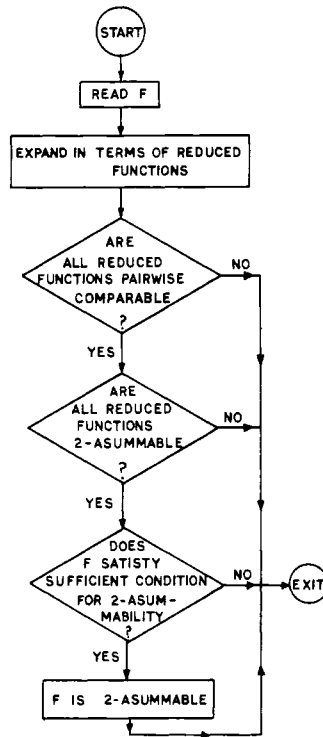 START
READ F
EXPAND IN TERMS OF REDUCED
FUNCTIONS
ARE
ALL REDUCED
FUNCTIONS PAIRWISE
COMPARABLE
?
NO
YES
ARE
ALL REDUCED
FUNCTIONS
2-ASUMMABLE
?
NO
YES
DOES
F SATISTY
SUFFICIENT CONDITION
FOR 2-ASUM-
MABILITY
?
NO
EXIT
YES
F IS 2-ASUMMABLE